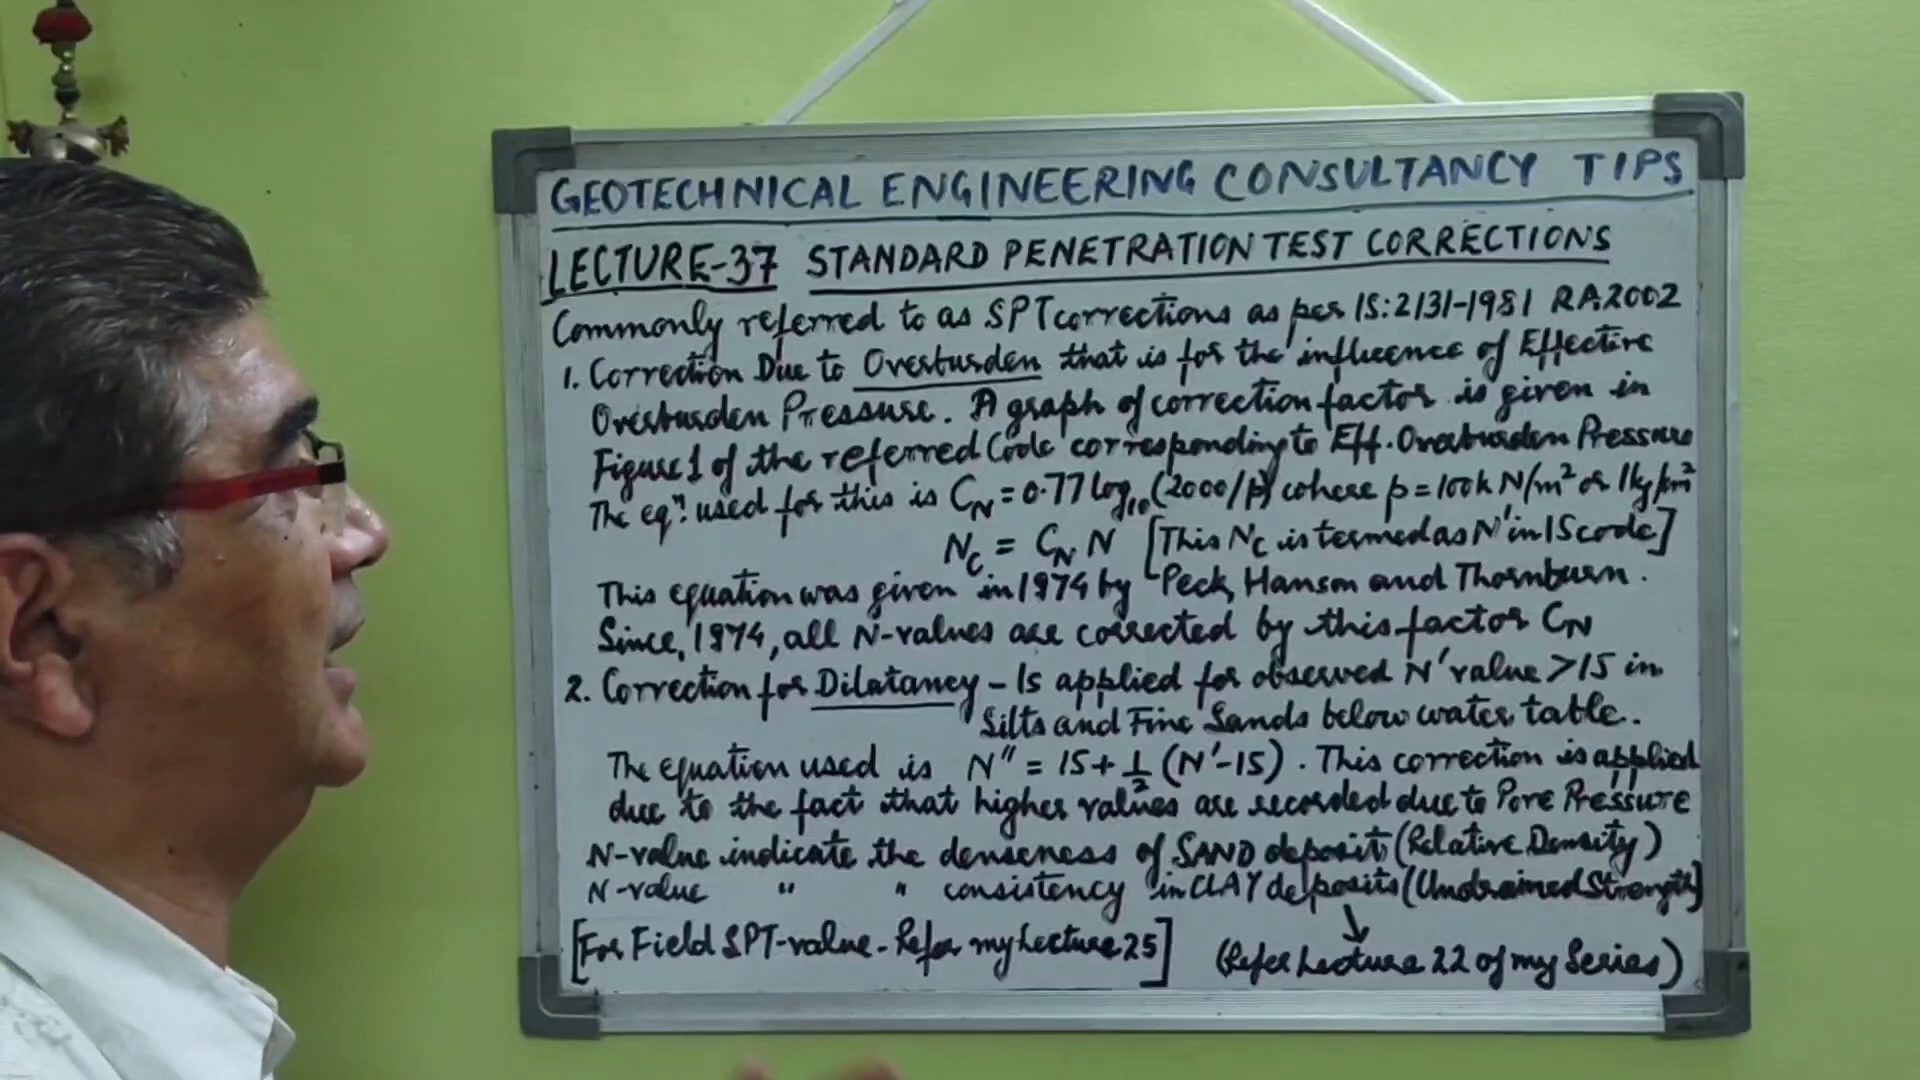 GEOTECHNICAL ENGINEERING CONSULTANCY TIPS
LECTURE-37 STANDARD PENETRATION TEST CORRECTIONS
Commonly referred to as SPT corrections as per IS:2131-1981 RA2002
1. Correction Due to Overburden that is for the influence of Effective
Overburden Pressure. A graph of correction factor is given in
Figure 1 of the referred Code corresponding to Eff. Overburden Pressure
The eqn. used for this is CN = 0.77 log10 (2000/p) where p = 100kN/m² or 1kg/cm²
Nc = CN N [This Nc is termed as N' in IS code]
This equation was given in 1974 by Peck, Hanson and Thornburn.
Since, 1974, all N-values are corrected by this factor CN
2. Correction for Dilatancy - Is applied for observed N' value >15 in
Silts and Fine Sands below water table.
The equation used is N" = 15 + 1/2 (N'-15). This correction is applied
due to the fact that higher values are recorded due to Pore Pressure
N-value indicate the denseness of SAND deposit (Relative Density)
N-value " " consistency in CLAY deposits (Undrained Strength)
[For Field SPT-value - Refer my Lecture 25] (Refer Lecture 22 of my Series)